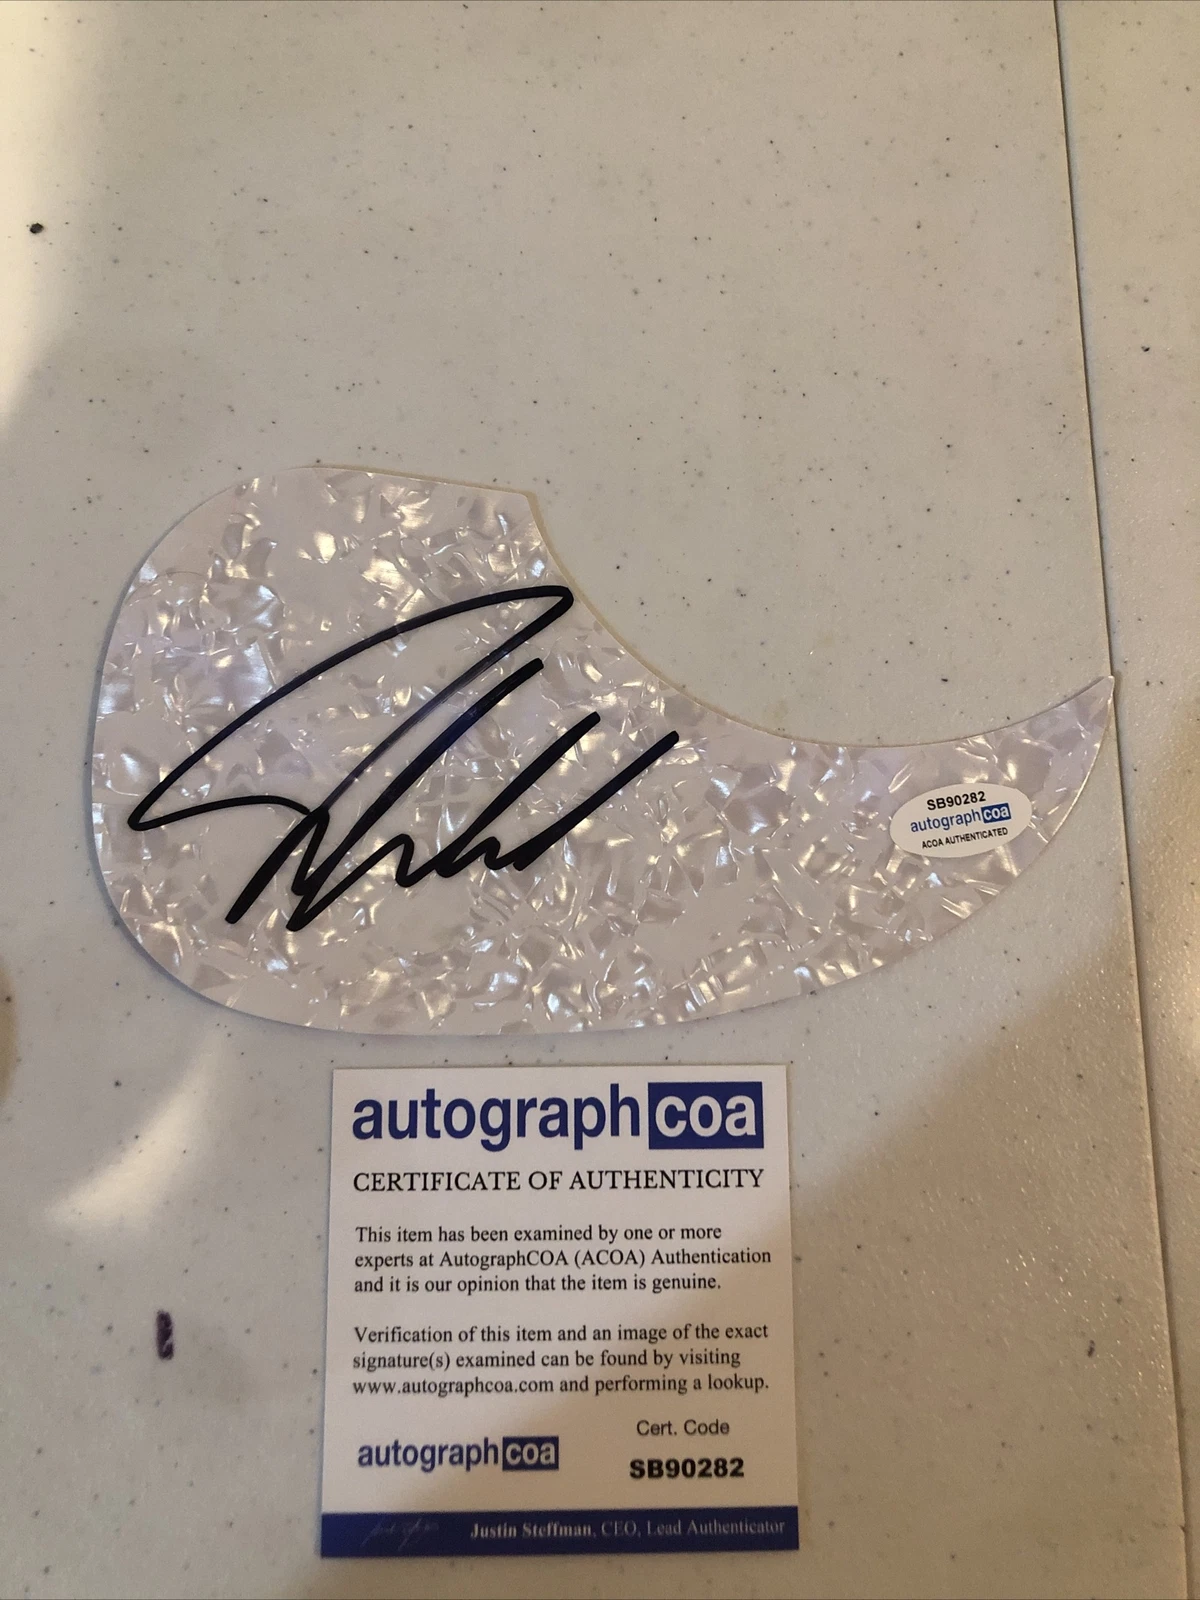 SB90282
autographcoa
ACOA AUTHENTICATED
autographcoa
CERTIFICATE OF AUTHENTICITY
This item has been examined by one or more
experts at AutographCOA (ACOA) Authentication
and it is our opinion that the item is genuine.
Verification of this item and an image of the exact
signature(s) examined can be found by visiting
www.autographcoa.com and performing a lookup.
Cert. Code
autographcoa
SB90282
Justin Steffman, CEO, Lead Authenticator